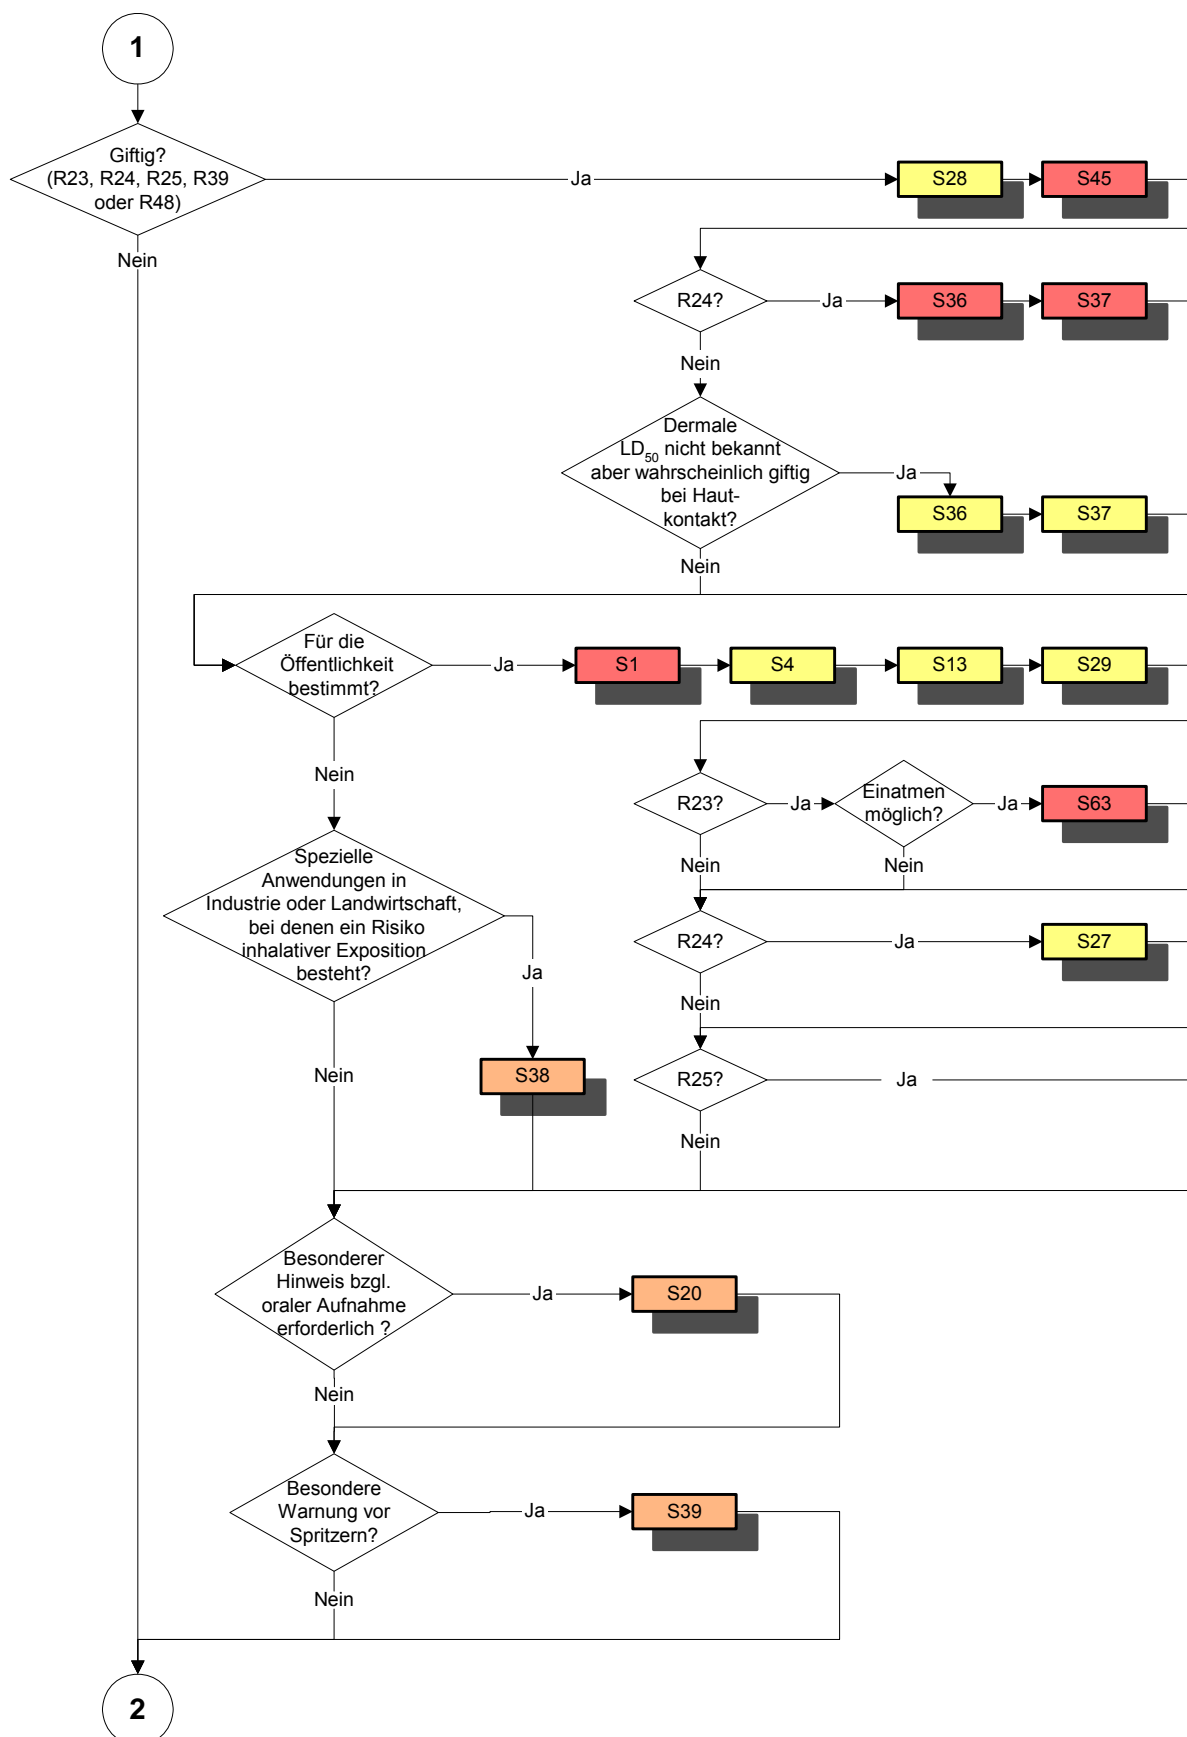 1
Giftig?
(R23, R24, R25, R39
oder R48)
Ja
S28
S45
Nein
R24?
Ja
S36
S37
Nein
Dermale
LD50 nicht bekannt
aber wahrscheinlich giftig
bei Haut-
kontakt?
Ja
S36
S37
Nein
Für die
Öffentlichkeit
bestimmt?
Ja
S1
S4
S13
S29
Nein
R23?
Ja
Einatmen
möglich?
Ja
S63
Nein
Nein
Spezielle
Anwendungen in
Industrie oder Landwirtschaft,
bei denen ein Risiko
inhalativer Exposition
besteht?
Ja
R24?
Ja
S27
Nein
Nein
S38
R25?
Ja
Nein
Besonderer
Hinweis bzgl.
oraler Aufnahme
erforderlich ?
Ja
S20
Nein
Besondere
Warnung vor
Spritzern?
Ja
S39
Nein
2